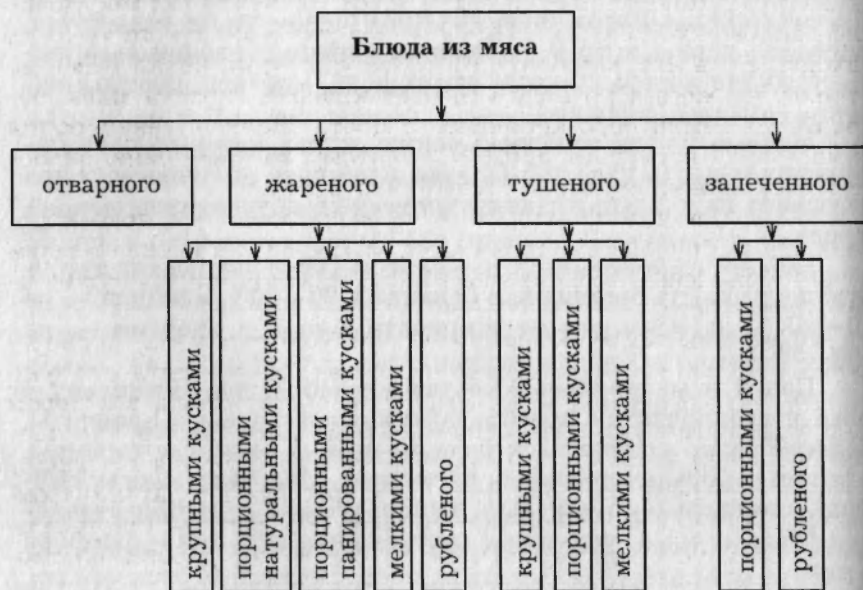 Блюда из мяса
отварного
жареного
тушеного
запеченного
крупными кусками
порционными
натуральными кусками
порционными
панированными кусками
мелкими кусками
рубленого
крупными кусками
порционными кусками
мелкими кусками
порционными кусками
рубленого